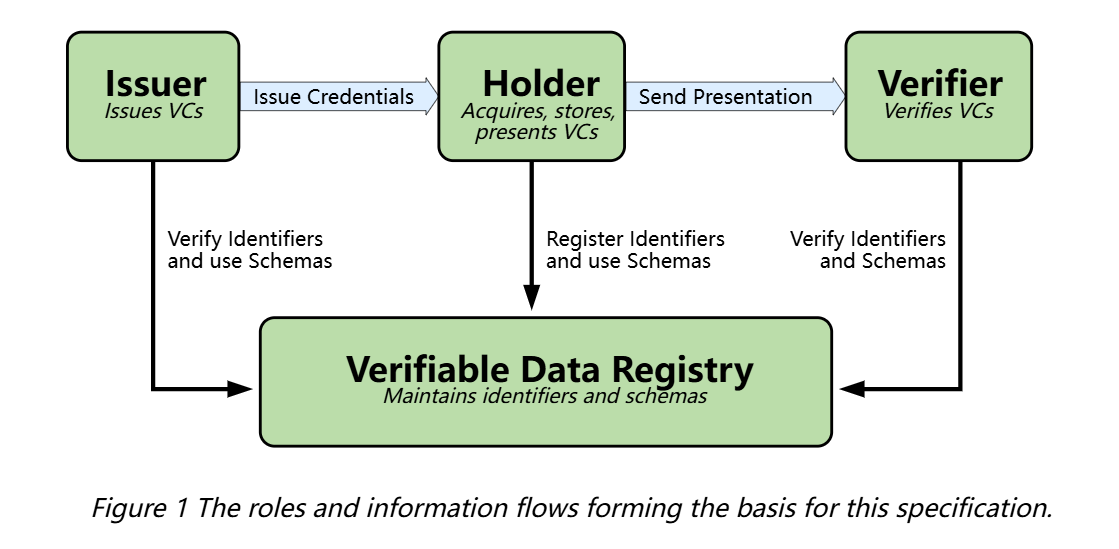 Issuer
Issues VCs
Issue Credentials
Holder
Acquires, stores,
presents VCs
Send Presentation
Verifier
Verifies VCs
Verify Identifiers
and use Schemas
Register Identifiers
and use Schemas
Verify Identifiers
and Schemas
Verifiable Data Registry
Maintains identifiers and schemas
Figure 1 The roles and information flows forming the basis for this specification.